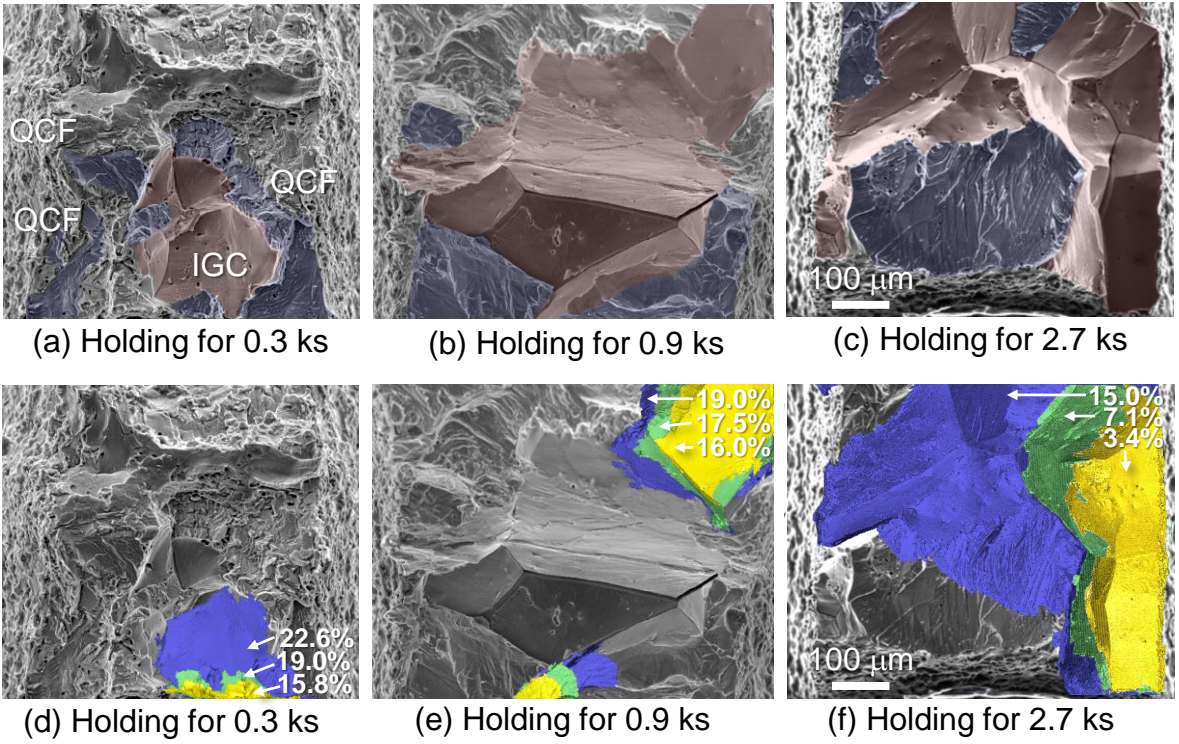 QCF
QCF
QCF
IGC
100 μm
(a) Holding for 0.3 ks
(b) Holding for 0.9 ks
(c) Holding for 2.7 ks
22.6%
19.0%
15.8%
19.0%
17.5%
16.0%
15.0%
7.1%
3.4%
100 μm
(d) Holding for 0.3 ks
(e) Holding for 0.9 ks
(f) Holding for 2.7 ks